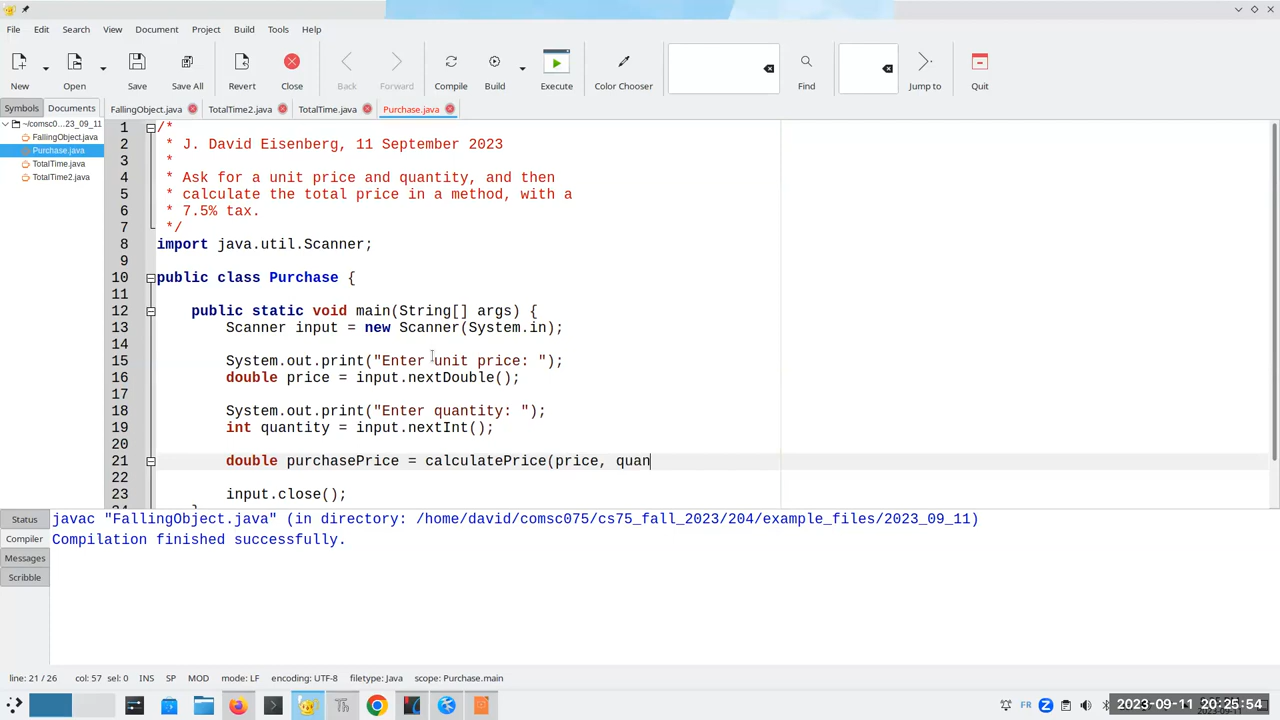 File Edit Search View Document Project Build Tools Help
New Open Save Save All Revert Close Back Forward Compile Build Execute Color Chooser Find Jump to Quit
Symbols Documents FallingObject.java TotalTime2.java TotalTime.java Purchase.java
~/comsc0...23_09_11
FallingObject.java
Purchase.java
TotalTime.java
TotalTime2.java
1 /*
2 * J. David Eisenberg, 11 September 2023
3 *
4 * Ask for a unit price and quantity, and then
5 * calculate the total price in a method, with a
6 * 7.5% tax.
7 */
8 import java.util.Scanner;
9
10 public class Purchase {
11
12 public static void main(String[] args) {
13 Scanner input = new Scanner(System.in);
14
15 System.out.print("Enter unit price: ");
16 double price = input.nextDouble();
17
18 System.out.print("Enter quantity: ");
19 int quantity = input.nextInt();
20
21 double purchasePrice = calculatePrice(price, quan
22
23 input.close();
Status
Compiler
Messages
Scribble
javac "FallingObject.java" (in directory: /home/david/comsc075/cs75_fall_2023/204/example_files/2023_09_11)
Compilation finished successfully.
line: 21 / 26 col: 57 sel: 0 INS SP MOD mode: LF encoding: UTF-8 filetype: Java scope: Purchase.main
FR 2023-09-11 20:25:54